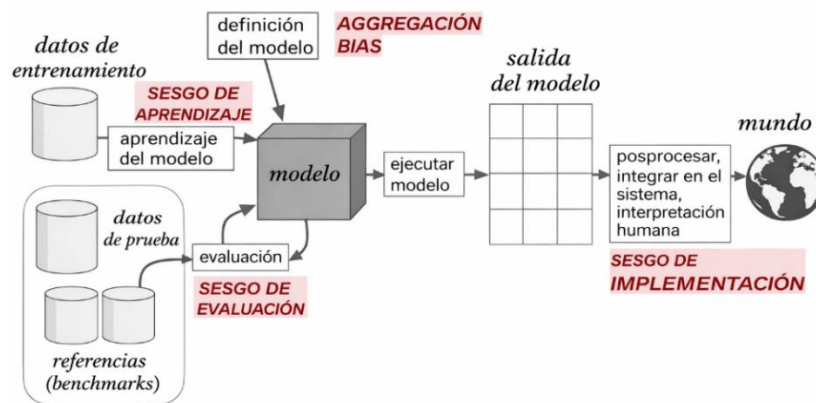 datos de
entrenamiento
SESGO DE
APRENDIZAJE
aprendizaje
del modelo
definición
del modelo
AGGREGACIÓN
BIAS
modelo
datos
de prueba
evaluación
SESGO DE
EVALUACIÓN
referencias
(benchmarks)
ejecutar
modelo
salida
del modelo
posprocesar,
integrar en el
sistema,
interpretación
humana
SESGO DE
IMPLEMENTACIÓN
mundo